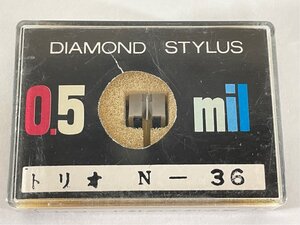 DIAMOND STYLUS
0.5 mil
トリオ N-36